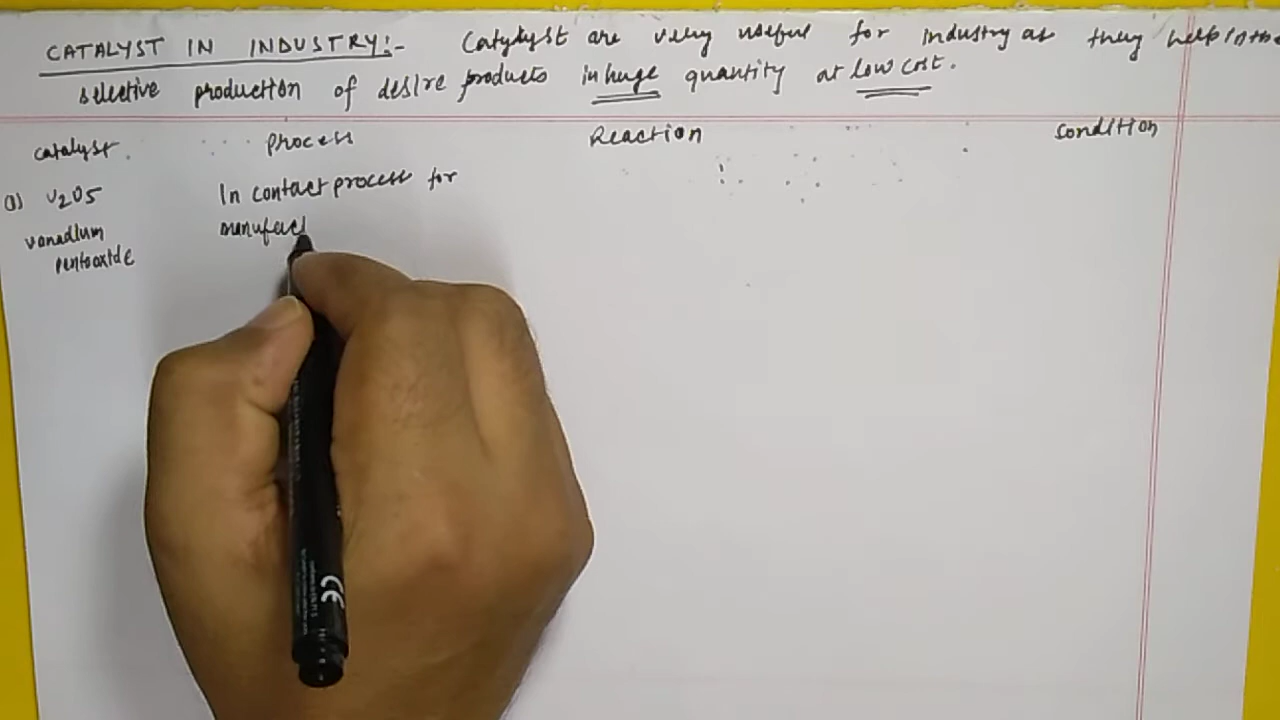 CATALYST IN INDUSTRY:- Catalyst are very useful for industry as they help in the
selective production of desire products in huge quantity at low cost.
Catalyst Process Reaction Condition
(1) V2O5 In contact process for
vanadium manufact
pentoxide
CE